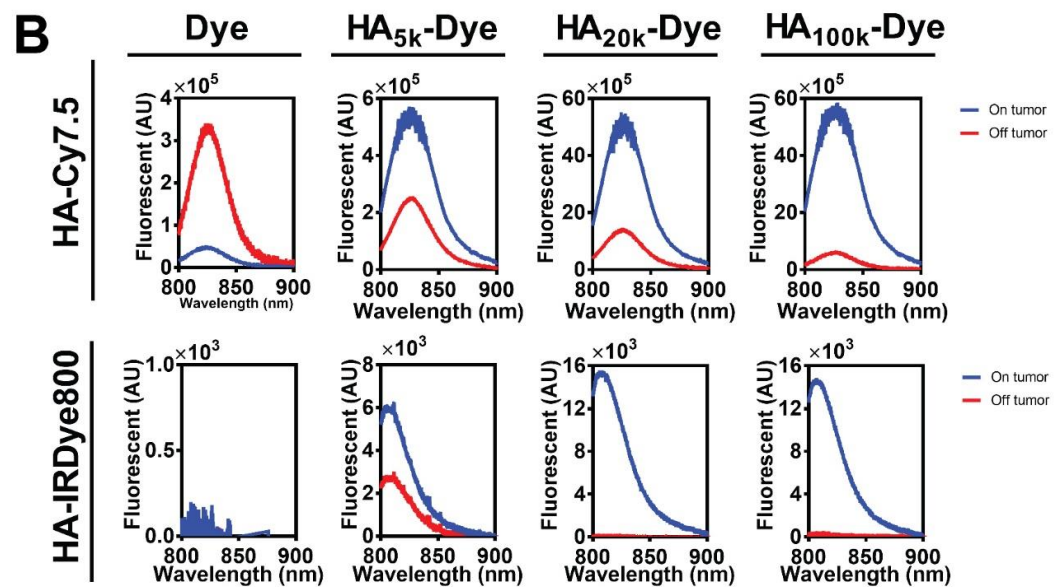 B
Dye
HA5k-Dye
HA20k-Dye
HA100k-Dye
HA-Cy7.5
×10^5
Fluorescent (AU)
4
3
2
1
0
800 850 900
Wavelength (nm)
×10^5
Fluorescent (AU)
6
4
2
0
800 850 900
Wavelength (nm)
×10^5
Fluorescent (AU)
60
40
20
0
800 850 900
Wavelength (nm)
×10^5
Fluorescent (AU)
60
40
20
0
800 850 900
Wavelength (nm)
On tumor
Off tumor
HA-IRDye800
×10^3
Fluorescent (AU)
1.0
0.5
0.0
800 850 900
Wavelength (nm)
×10^3
Fluorescent (AU)
8
6
4
2
0
800 850 900
Wavelength (nm)
×10^3
Fluorescent (AU)
16
12
8
4
0
800 850 900
Wavelength (nm)
×10^3
Fluorescent (AU)
16
12
8
4
0
800 850 900
Wavelength (nm)
On tumor
Off tumor